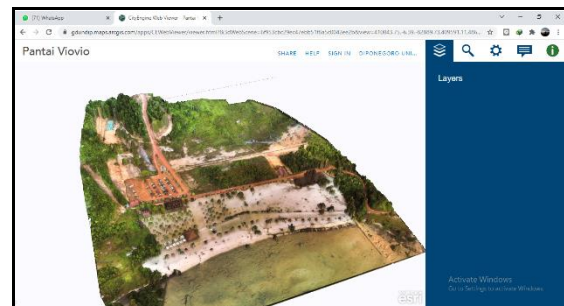 (71) WhatsApp
CityEngine Web Viewer - Pantai
Pantai Viovio
SHARE HELP SIGN IN DIPONEGORO UNI...
Layers
esri
Activate Windows
Go to Settings to activate Windows.